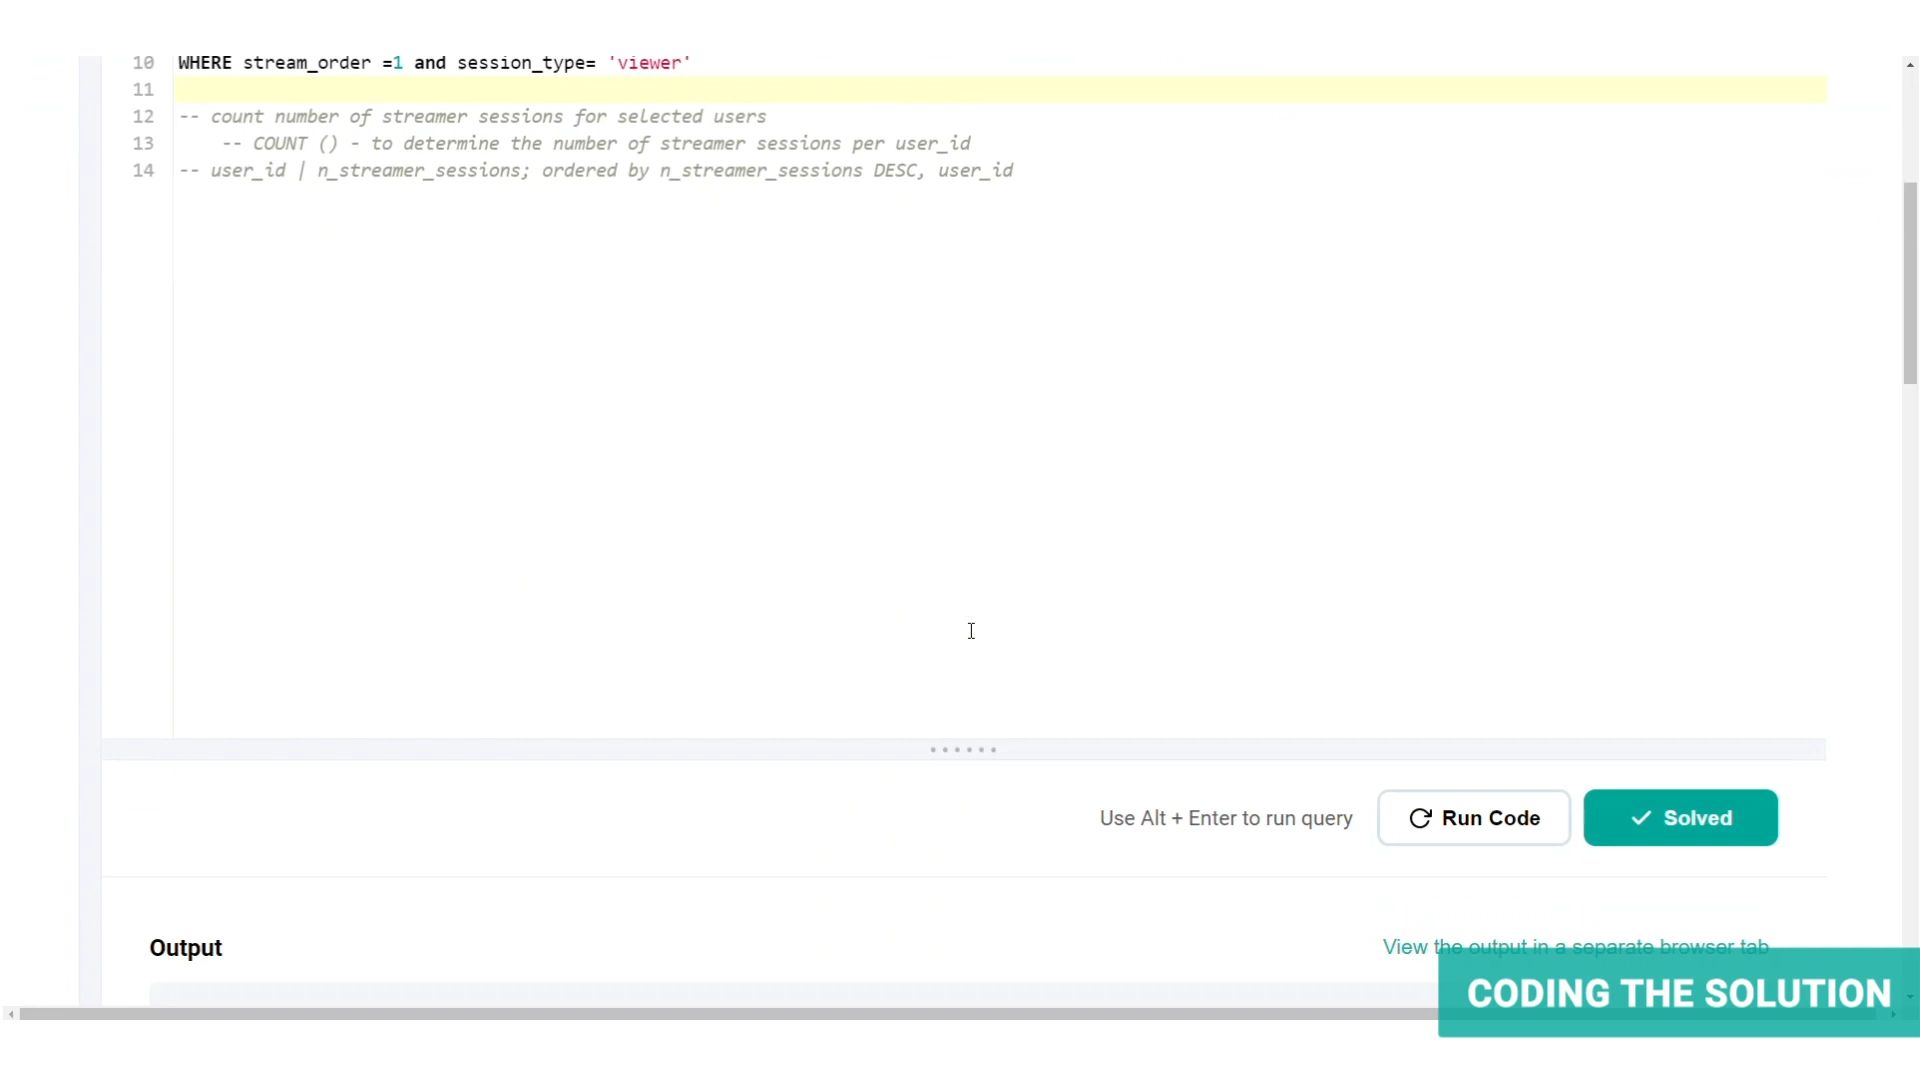 10 WHERE stream_order =1 and session_type= 'viewer'
11
12 -- count number of streamer sessions for selected users
13 -- COUNT () - to determine the number of streamer sessions per user_id
14 -- user_id | n_streamer_sessions; ordered by n_streamer_sessions DESC, user_id
Use Alt + Enter to run query Run Code Solved
Output View the output in a separate browser tab
CODING THE SOLUTION